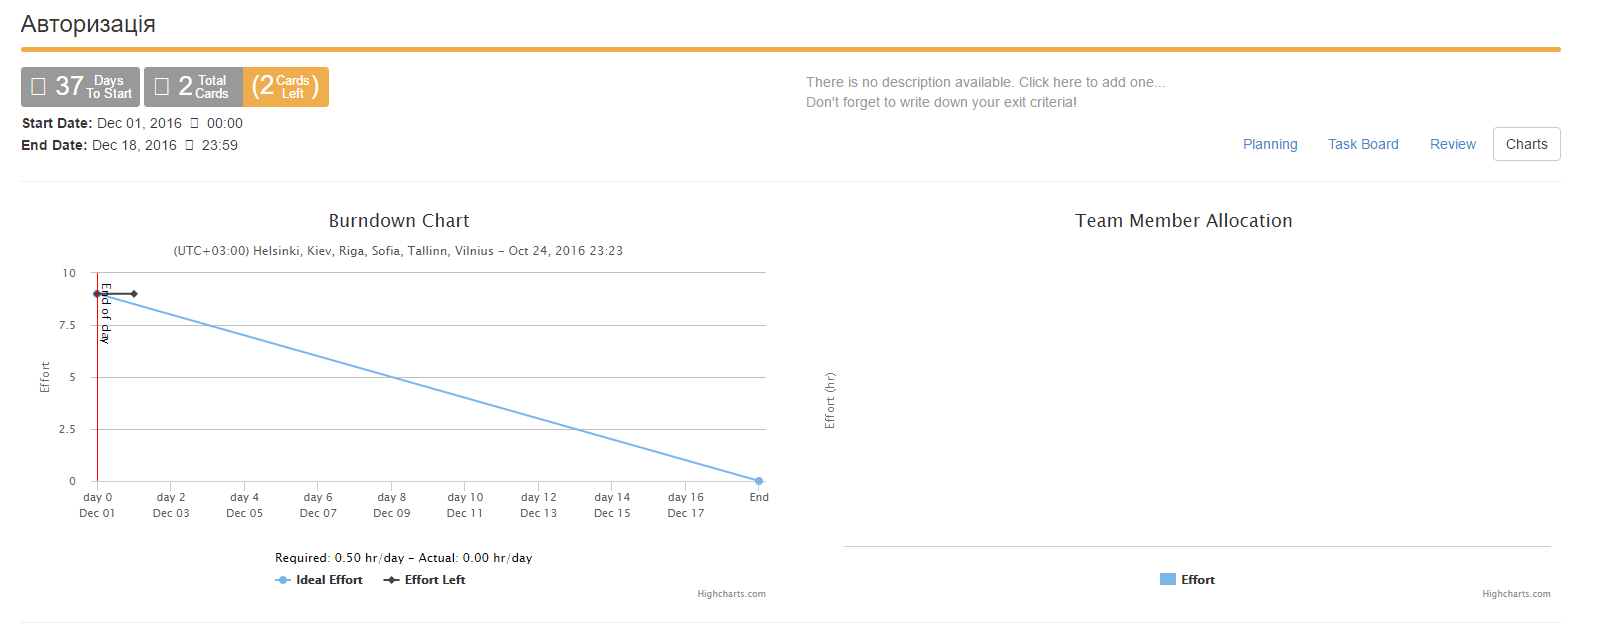 Авторизація
37 Days To Start
2 Total Cards
(2 Cards Left)
There is no description available. Click here to add one...
Don't forget to write down your exit criteria!
Start Date: Dec 01, 2016 00:00
End Date: Dec 18, 2016 23:59
Planning Task Board Review Charts
Burndown Chart
(UTC+03:00) Helsinki, Kiev, Riga, Sofia, Tallinn, Vilnius - Oct 24, 2016 23:23
10
7.5
5
2.5
0
Effort
End of day
day 0 day 2 day 4 day 6 day 8 day 10 day 12 day 14 day 16 End
Dec 01 Dec 03 Dec 05 Dec 07 Dec 09 Dec 11 Dec 13 Dec 15 Dec 17
Required: 0.50 hr/day - Actual: 0.00 hr/day
Ideal Effort Effort Left
Highcharts.com
Team Member Allocation
Effort (hr)
Effort
Highcharts.com